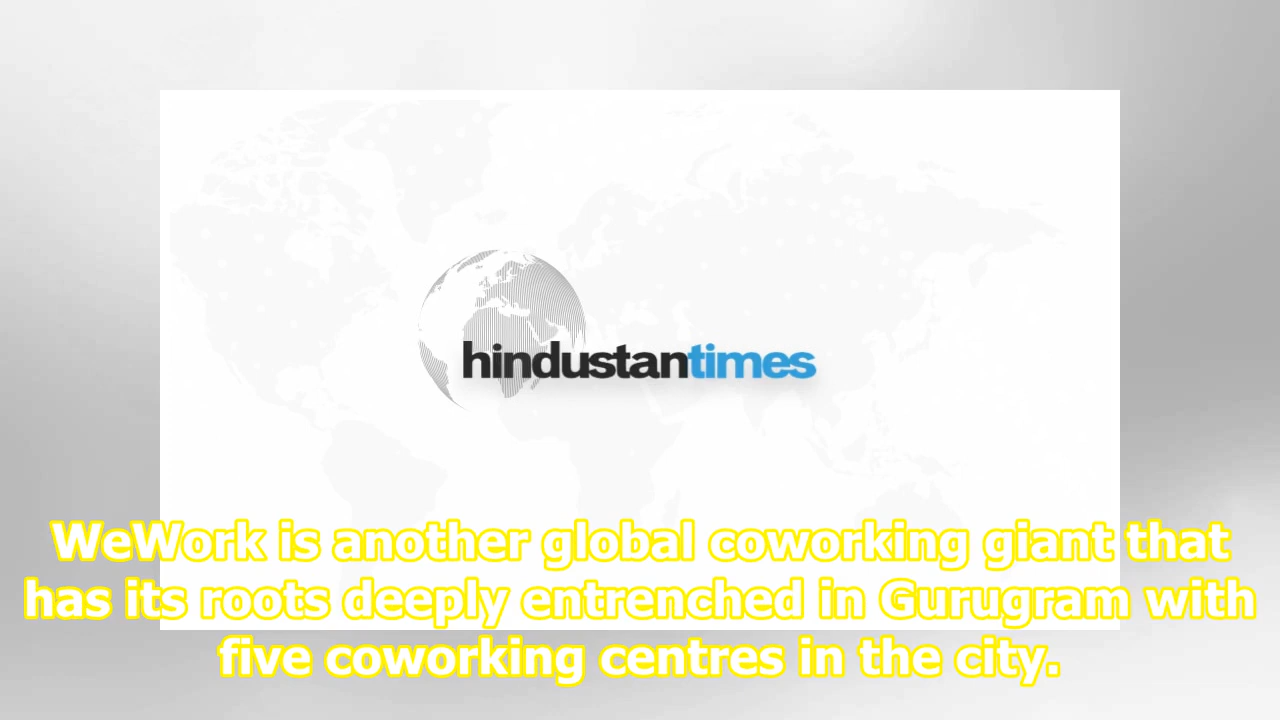 hindustantimes
WeWork is another global coworking giant that
has its roots deeply entrenched in Gurugram with
five coworking centres in the city.